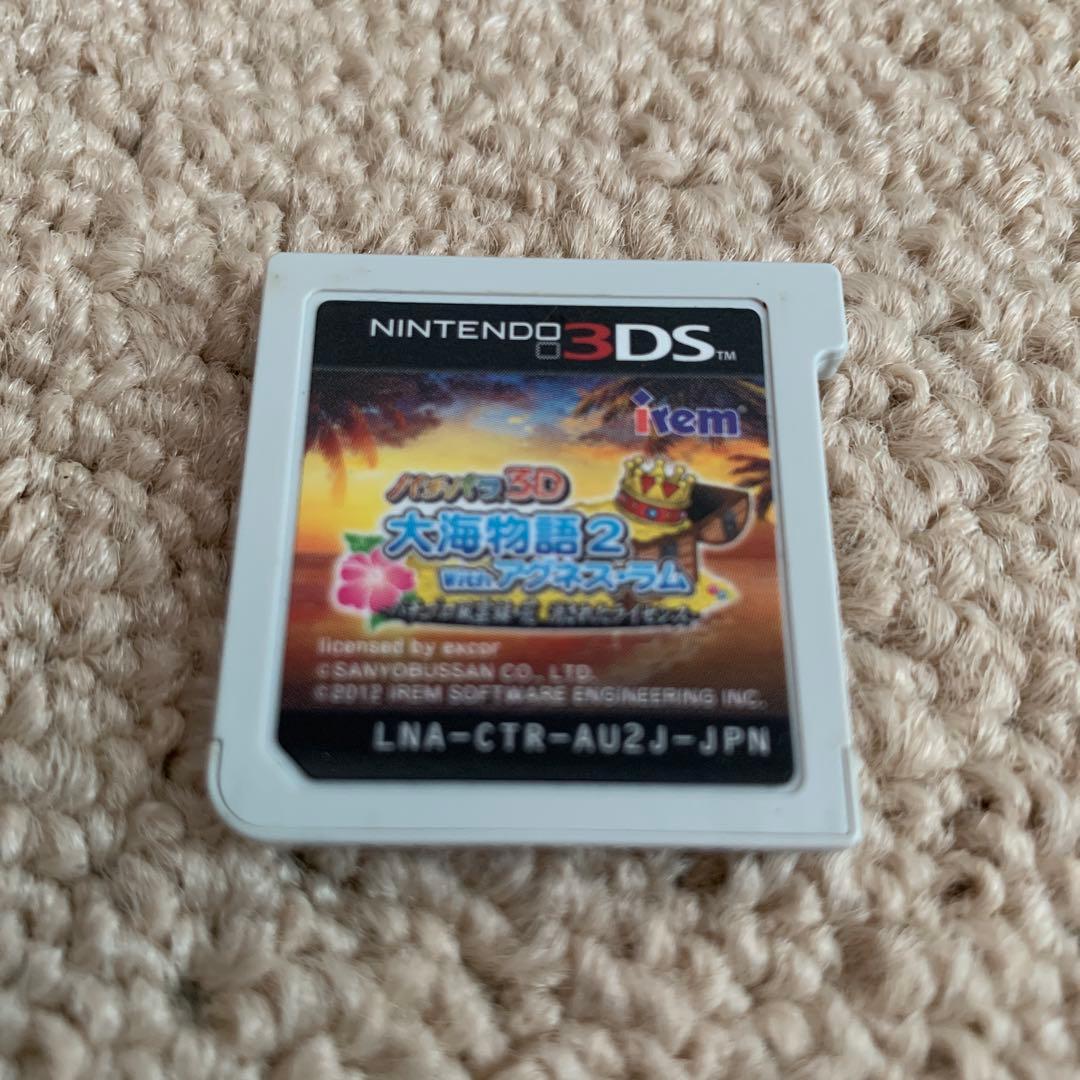 NINTENDO 3DS™
irem
パチパラ3D
大海物語2
With アグネス・ラム
licensed by excor
©SANYOBUSSAN CO., LTD.
©2012 IREM SOFTWARE ENGINEERING INC.
LNA-CTR-AU2J-JPN